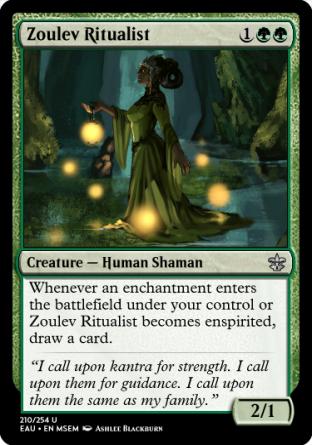 Zoulev Ritualist 1
Creature — Human Shaman
Whenever an enchantment enters
the battlefield under your control or
Zoulev Ritualist becomes enspirited,
draw a card.
“I call upon kantra for strength. I call
upon them for guidance. I call upon
them the same as my family.”
2/1
210/254 U
EAU • EN MSEM Ashlee Blackburn